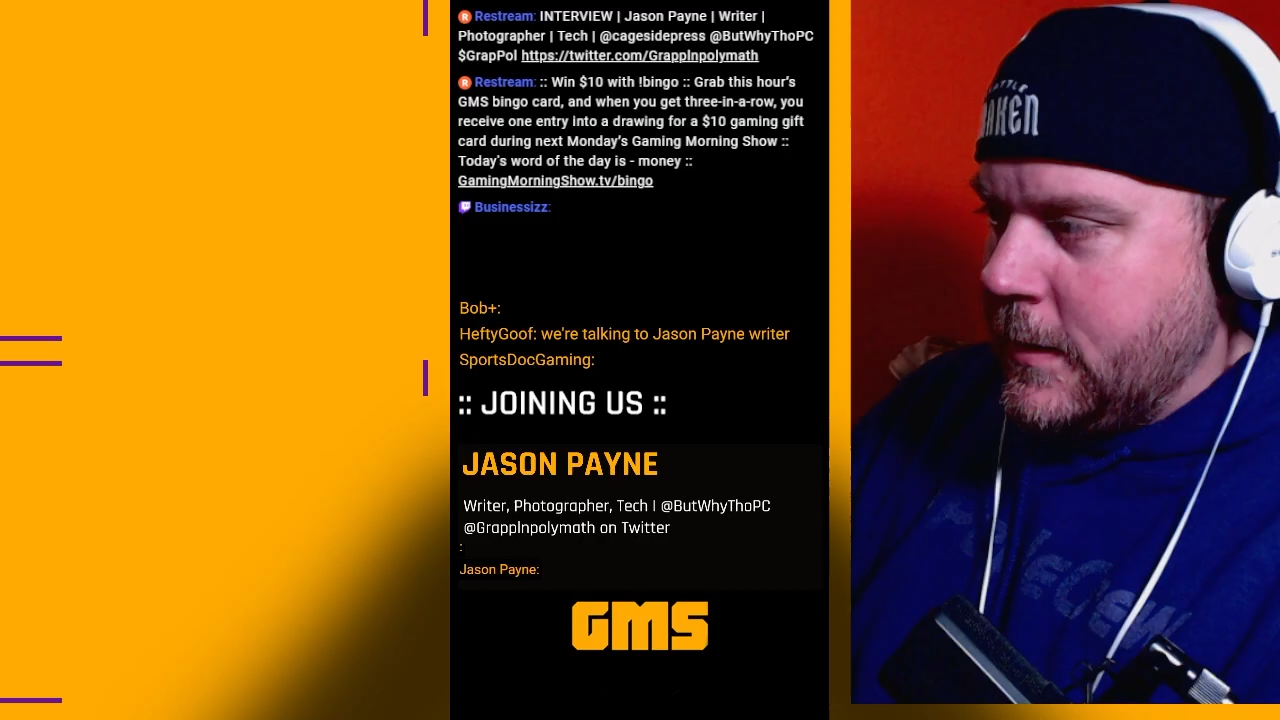 Restream: INTERVIEW | Jason Payne | Writer |
Photographer | Tech | @cagesidepress @ButWhyThoPC
$GrapPol https://twitter.com/Grapplnpolymath
Restream: :: Win $10 with !bingo :: Grab this hour's
GMS bingo card, and when you get three-in-a-row, you
receive one entry into a drawing for a $10 gaming gift
card during next Monday's Gaming Morning Show ::
Today's word of the day is - money ::
GamingMorningShow.tv/bingo
Businessizz:
Bob+:
HeftyGoof: we're talking to Jason Payne writer
SportsDocGaming:
:: JOINING US ::
JASON PAYNE
Writer, Photographer, Tech | @ButWhyThoPC
@Grapplnpolymath on Twitter
:
Jason Payne:
GMS